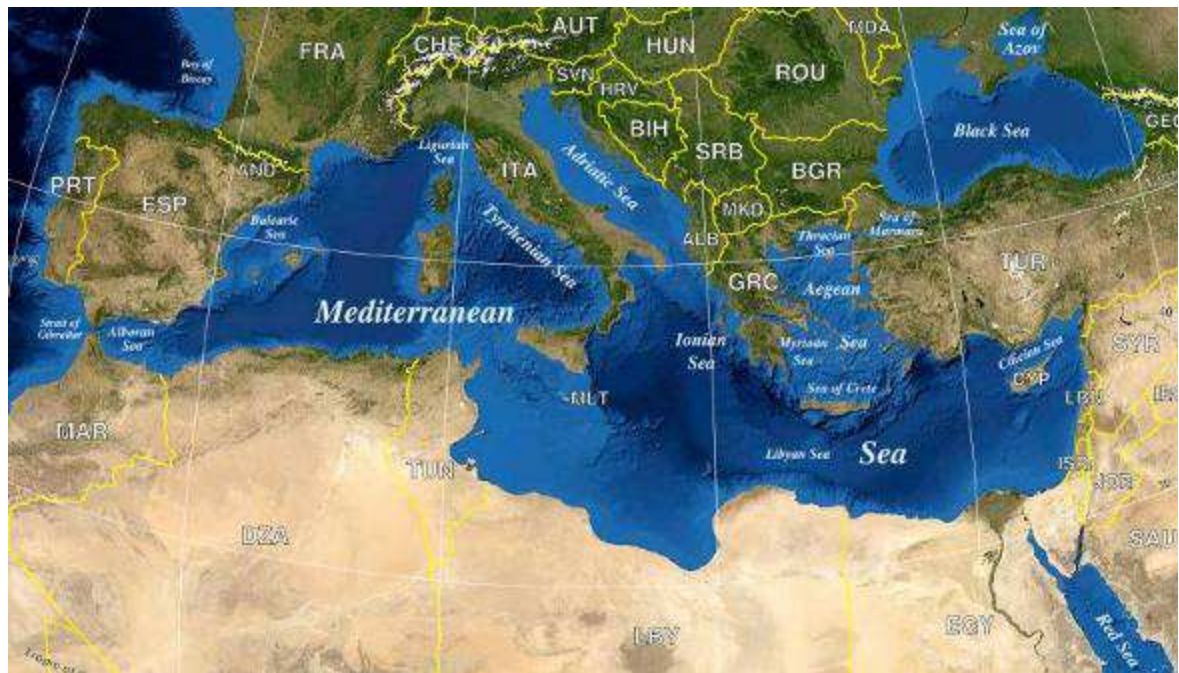 AUT
MDA
Sea of
Azov
FRA
CHE
HUN
Bay of
Biscay
SVN
ROU
HRV
GEO
BIH
Black Sea
Ligurian
Sea
SRB
ITA
Adriatic Sea
AND
BGR
PRT
ESP
MKD
Balearic
Sea
Tyrrhenian Sea
Sea of
Marmara
ALB
Thracian
Sea
TUR
GRC
Aegean
Mediterranean
40
Strait of
Gibraltar
Alboran
Sea
Ionian
Sea
Myrtoan
Sea
Sea
Cilician Sea
SYR
CYP
Sea of Crete
MLT
LBN
MAR
Libyan Sea
Sea
TUN
ISR
JOR
30
DZA
SAU
LBY
EGY
Red Sea